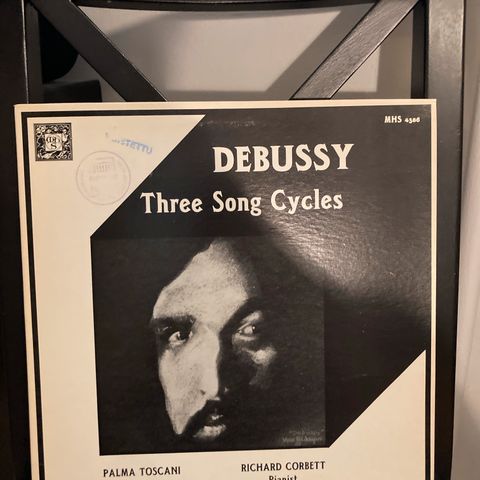 MHS 4386
DEBUSSY
Three Song Cycles
PALMA TOSCANI
RICHARD CORBETT
Pianist